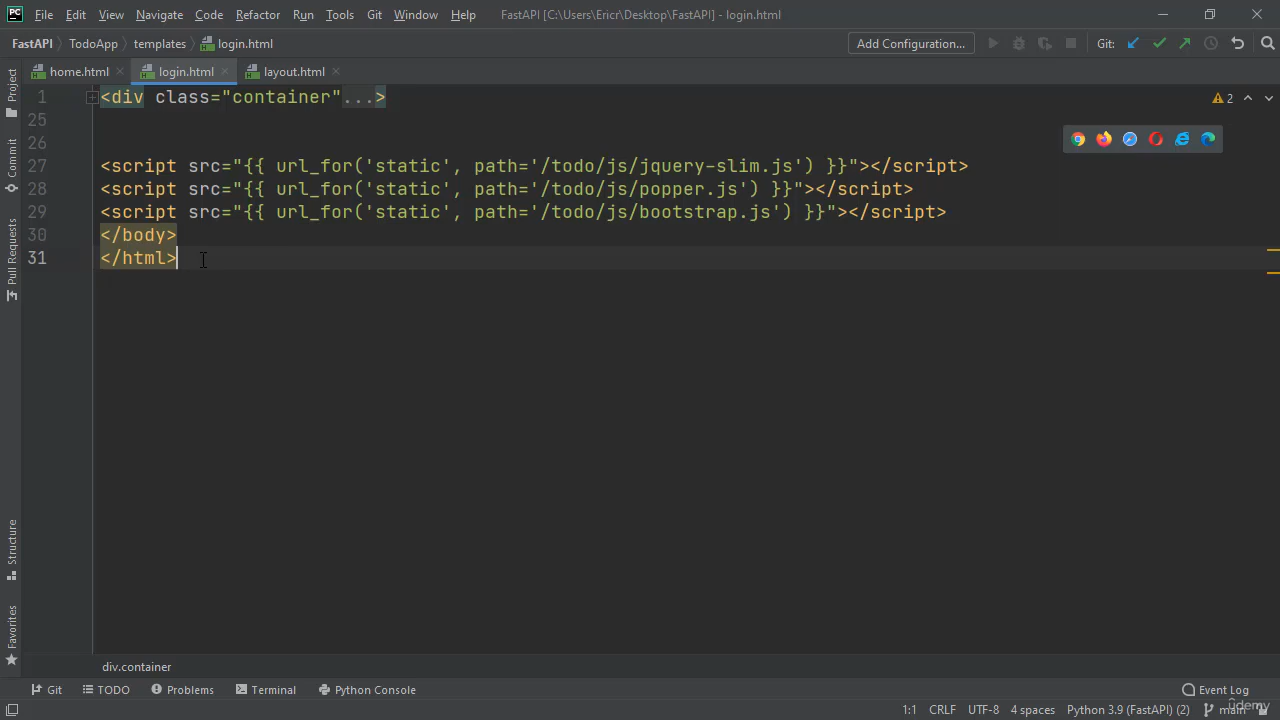 PC File Edit View Navigate Code Refactor Run Tools Git Window Help FastAPI [C:\Users\Ericr\Desktop\FastAPI] - login.html
FastAPI TodoApp templates login.html Add Configuration... Git:
home.html login.html layout.html
1 <div class="container"...> 2
25
26
27 <script src="{{ url_for('static', path='/todo/js/jquery-slim.js') }}"></script>
28 <script src="{{ url_for('static', path='/todo/js/popper.js') }}"></script>
29 <script src="{{ url_for('static', path='/todo/js/bootstrap.js') }}"></script>
30 </body>
31 </html>
Project
Commit
Pull Requests
Structure
Favorites
div.container
Git TODO Problems Terminal Python Console Event Log
1:1 CRLF UTF-8 4 spaces Python 3.9 (FastAPI) (2) main
udemy